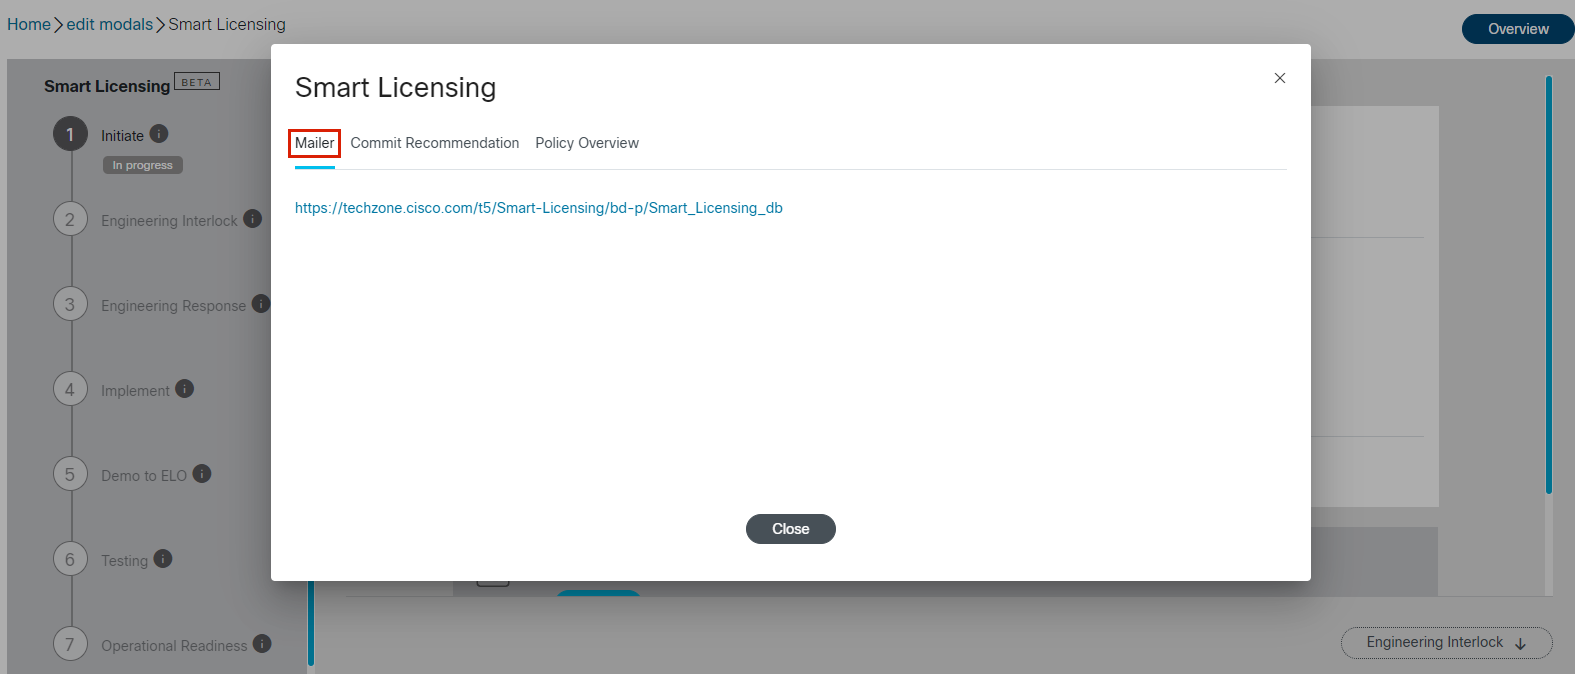 Home > edit modals > Smart Licensing
Overview
Smart Licensing BETA
1 Initiate i
In progress
2 Engineering Interlock i
3 Engineering Response i
4 Implement i
5 Demo to ELO i
6 Testing i
7 Operational Readiness i
Smart Licensing
Mailer Commit Recommendation Policy Overview
https://techzone.cisco.com/t5/Smart-Licensing/bd-p/Smart_Licensing_db
Close
Engineering Interlock ↓